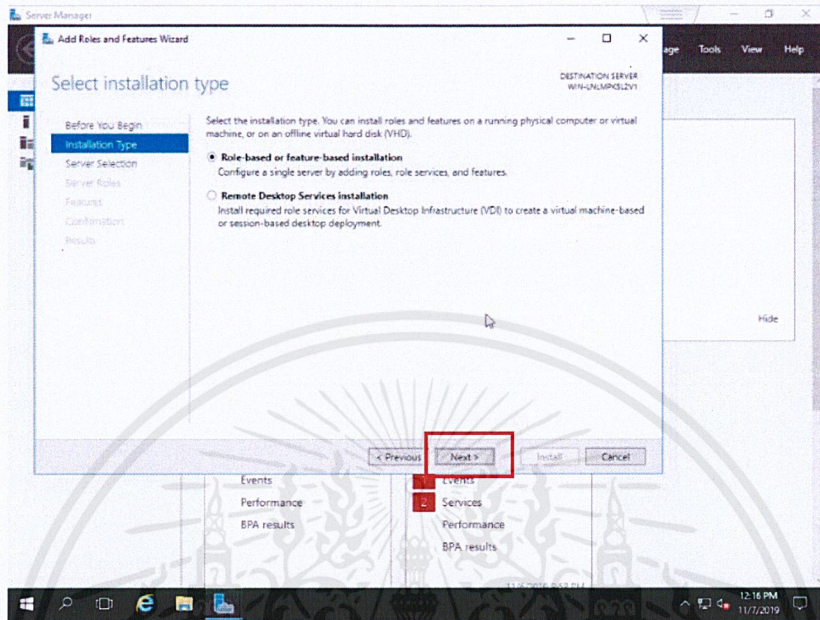 Server Manager
Add Roles and Features Wizard
Tools View Help
Select installation type
DESTINATION SERVER
Before You Begin
Installation Type
Server Selection
Server Roles
Features
Confirmation
Results
Select the installation type. You can install roles and features on a running physical computer or virtual
machine, or on an offline virtual hard disk (VHD).
Role-based or feature-based installation
Configure a single server by adding roles, role services, and features.
Remote Desktop Services installation
Install required role services for Virtual Desktop Infrastructure (VDI) to create a virtual machine-based
or session-based desktop deployment.
Hide
< Previous Next > Install Cancel
Events
Performance
BPA results
1 Events
2 Services
Performance
BPA results
12:16 PM
11/7/2019